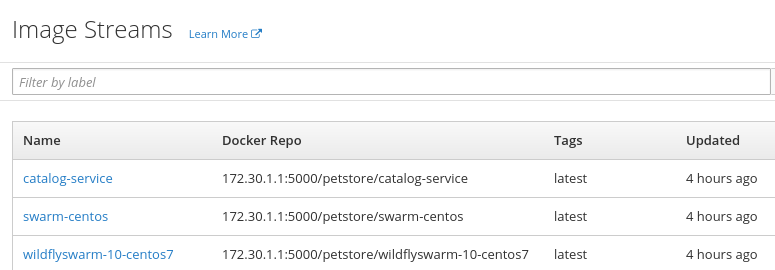 Image Streams Learn More
Filter by label
Name Docker Repo Tags Updated
catalog-service 172.30.1.1:5000/petstore/catalog-service latest 4 hours ago
swarm-centos 172.30.1.1:5000/petstore/swarm-centos latest 4 hours ago
wildflyswarm-10-centos7 172.30.1.1:5000/petstore/wildflyswarm-10-centos7 latest 4 hours ago